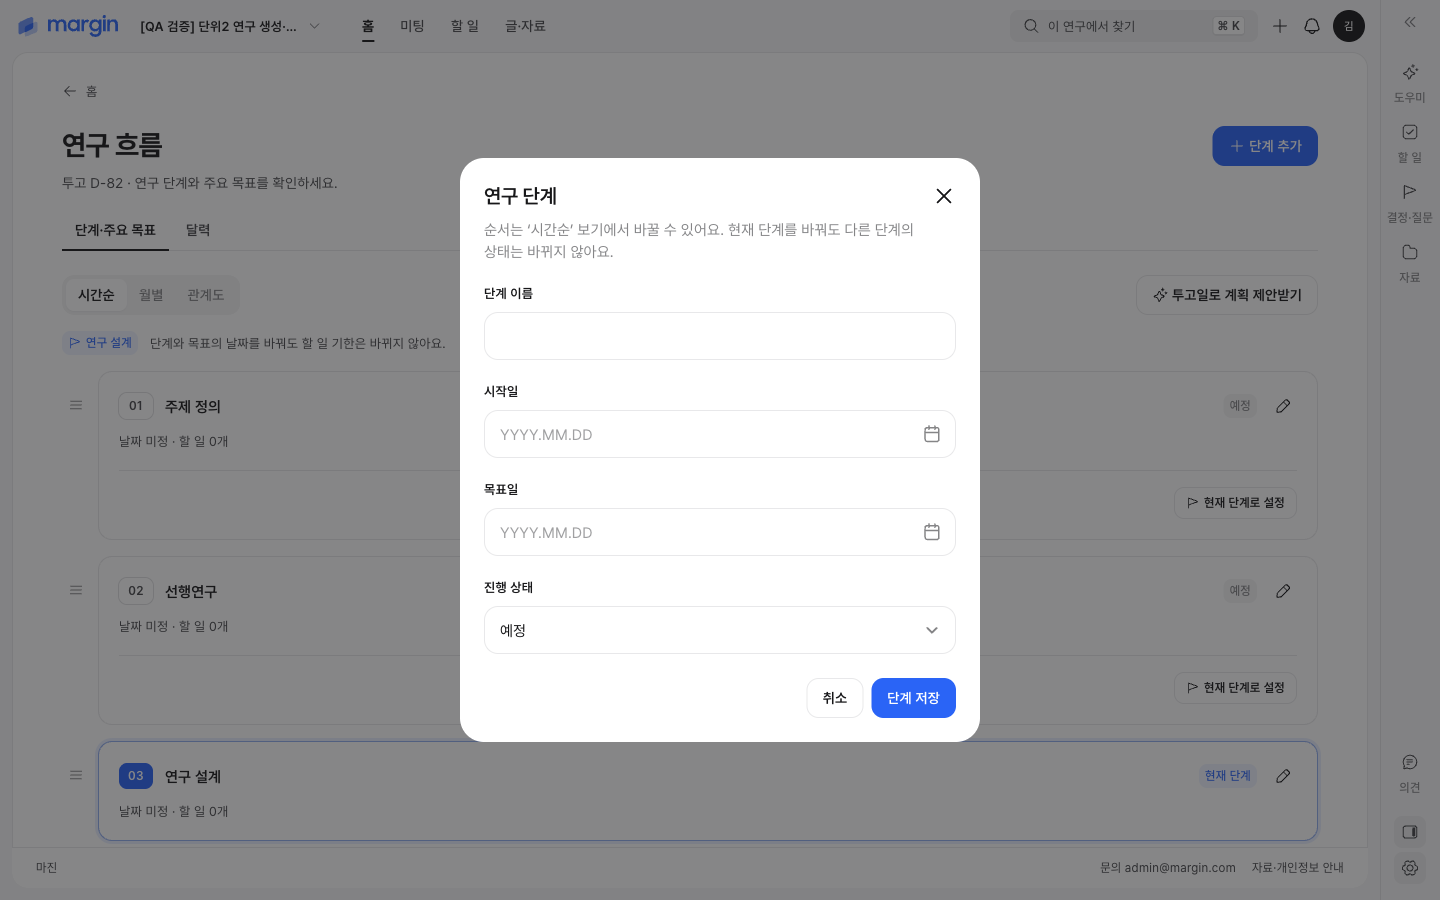 margin
[QA 검증] 단위2 연구 생성·...
홈
미팅
할 일
글·자료
이 연구에서 찾기
⌘ K
김
홈
연구 흐름
단계 추가
투고 D-82 · 연구 단계와 주요 목표를 확인하세요.
단계·주요 목표
달력
시간순
월별
관계도
투고일로 계획 제안받기
연구 설계
단계와 목표의 날짜를 바꿔도 할 일 기한은 바뀌지 않아요.
01
주제 정의
예정
날짜 미정 · 할 일 0개
현재 단계로 설정
02
선행연구
예정
날짜 미정 · 할 일 0개
현재 단계로 설정
03
연구 설계
현재 단계
날짜 미정 · 할 일 0개
연구 단계
순서는 ‘시간순’ 보기에서 바꿀 수 있어요. 현재 단계를 바꿔도 다른 단계의
상태는 바뀌지 않아요.
단계 이름
시작일
YYYY.MM.DD
목표일
YYYY.MM.DD
진행 상태
예정
취소
단계 저장
도우미
할 일
결정·질문
자료
의견
마진
문의 admin@margin.com
자료·개인정보 안내